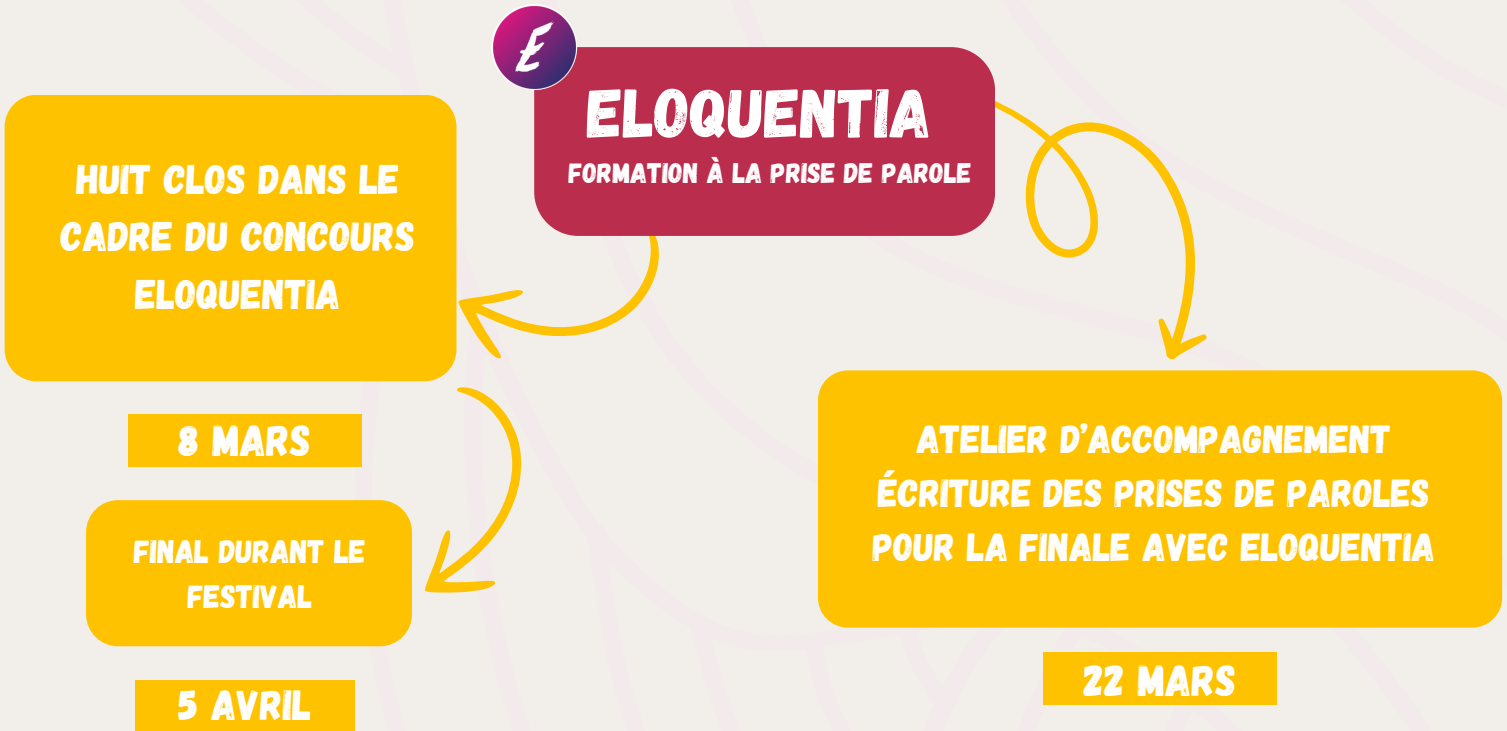 E
ELOQUENTIA
FORMATION À LA PRISE DE PAROLE
HUIT CLOS DANS LE
CADRE DU CONCOURS
ELOQUENTIA
8 MARS
FINAL DURANT LE
FESTIVAL
5 AVRIL
ATELIER D'ACCOMPAGNEMENT
ÉCRITURE DES PRISES DE PAROLES
POUR LA FINALE AVEC ELOQUENTIA
22 MARS